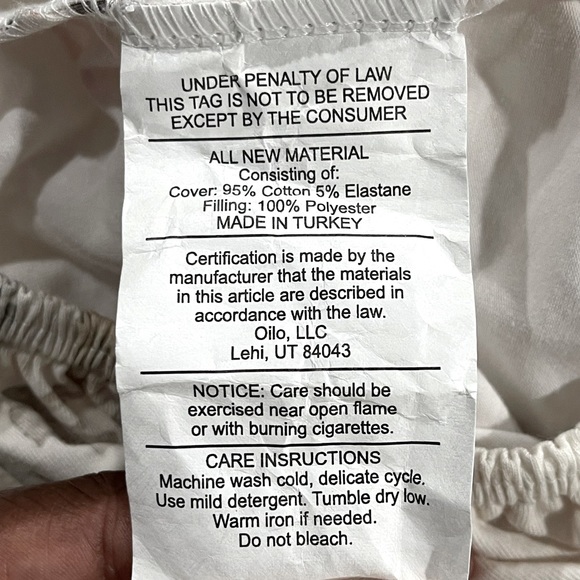 UNDER PENALTY OF LAW
THIS TAG IS NOT TO BE REMOVED
EXCEPT BY THE CONSUMER
ALL NEW MATERIAL
Consisting of:
Cover: 95% Cotton 5% Elastane
Filling: 100% Polyester
MADE IN TURKEY
Certification is made by the
manufacturer that the materials
in this article are described in
accordance with the law.
Oilo, LLC
Lehi, UT 84043
NOTICE: Care should be
exercised near open flame
or with burning cigarettes.
CARE INSRUCTIONS
Machine wash cold, delicate cycle.
Use mild detergent. Tumble dry low.
Warm iron if needed.
Do not bleach.